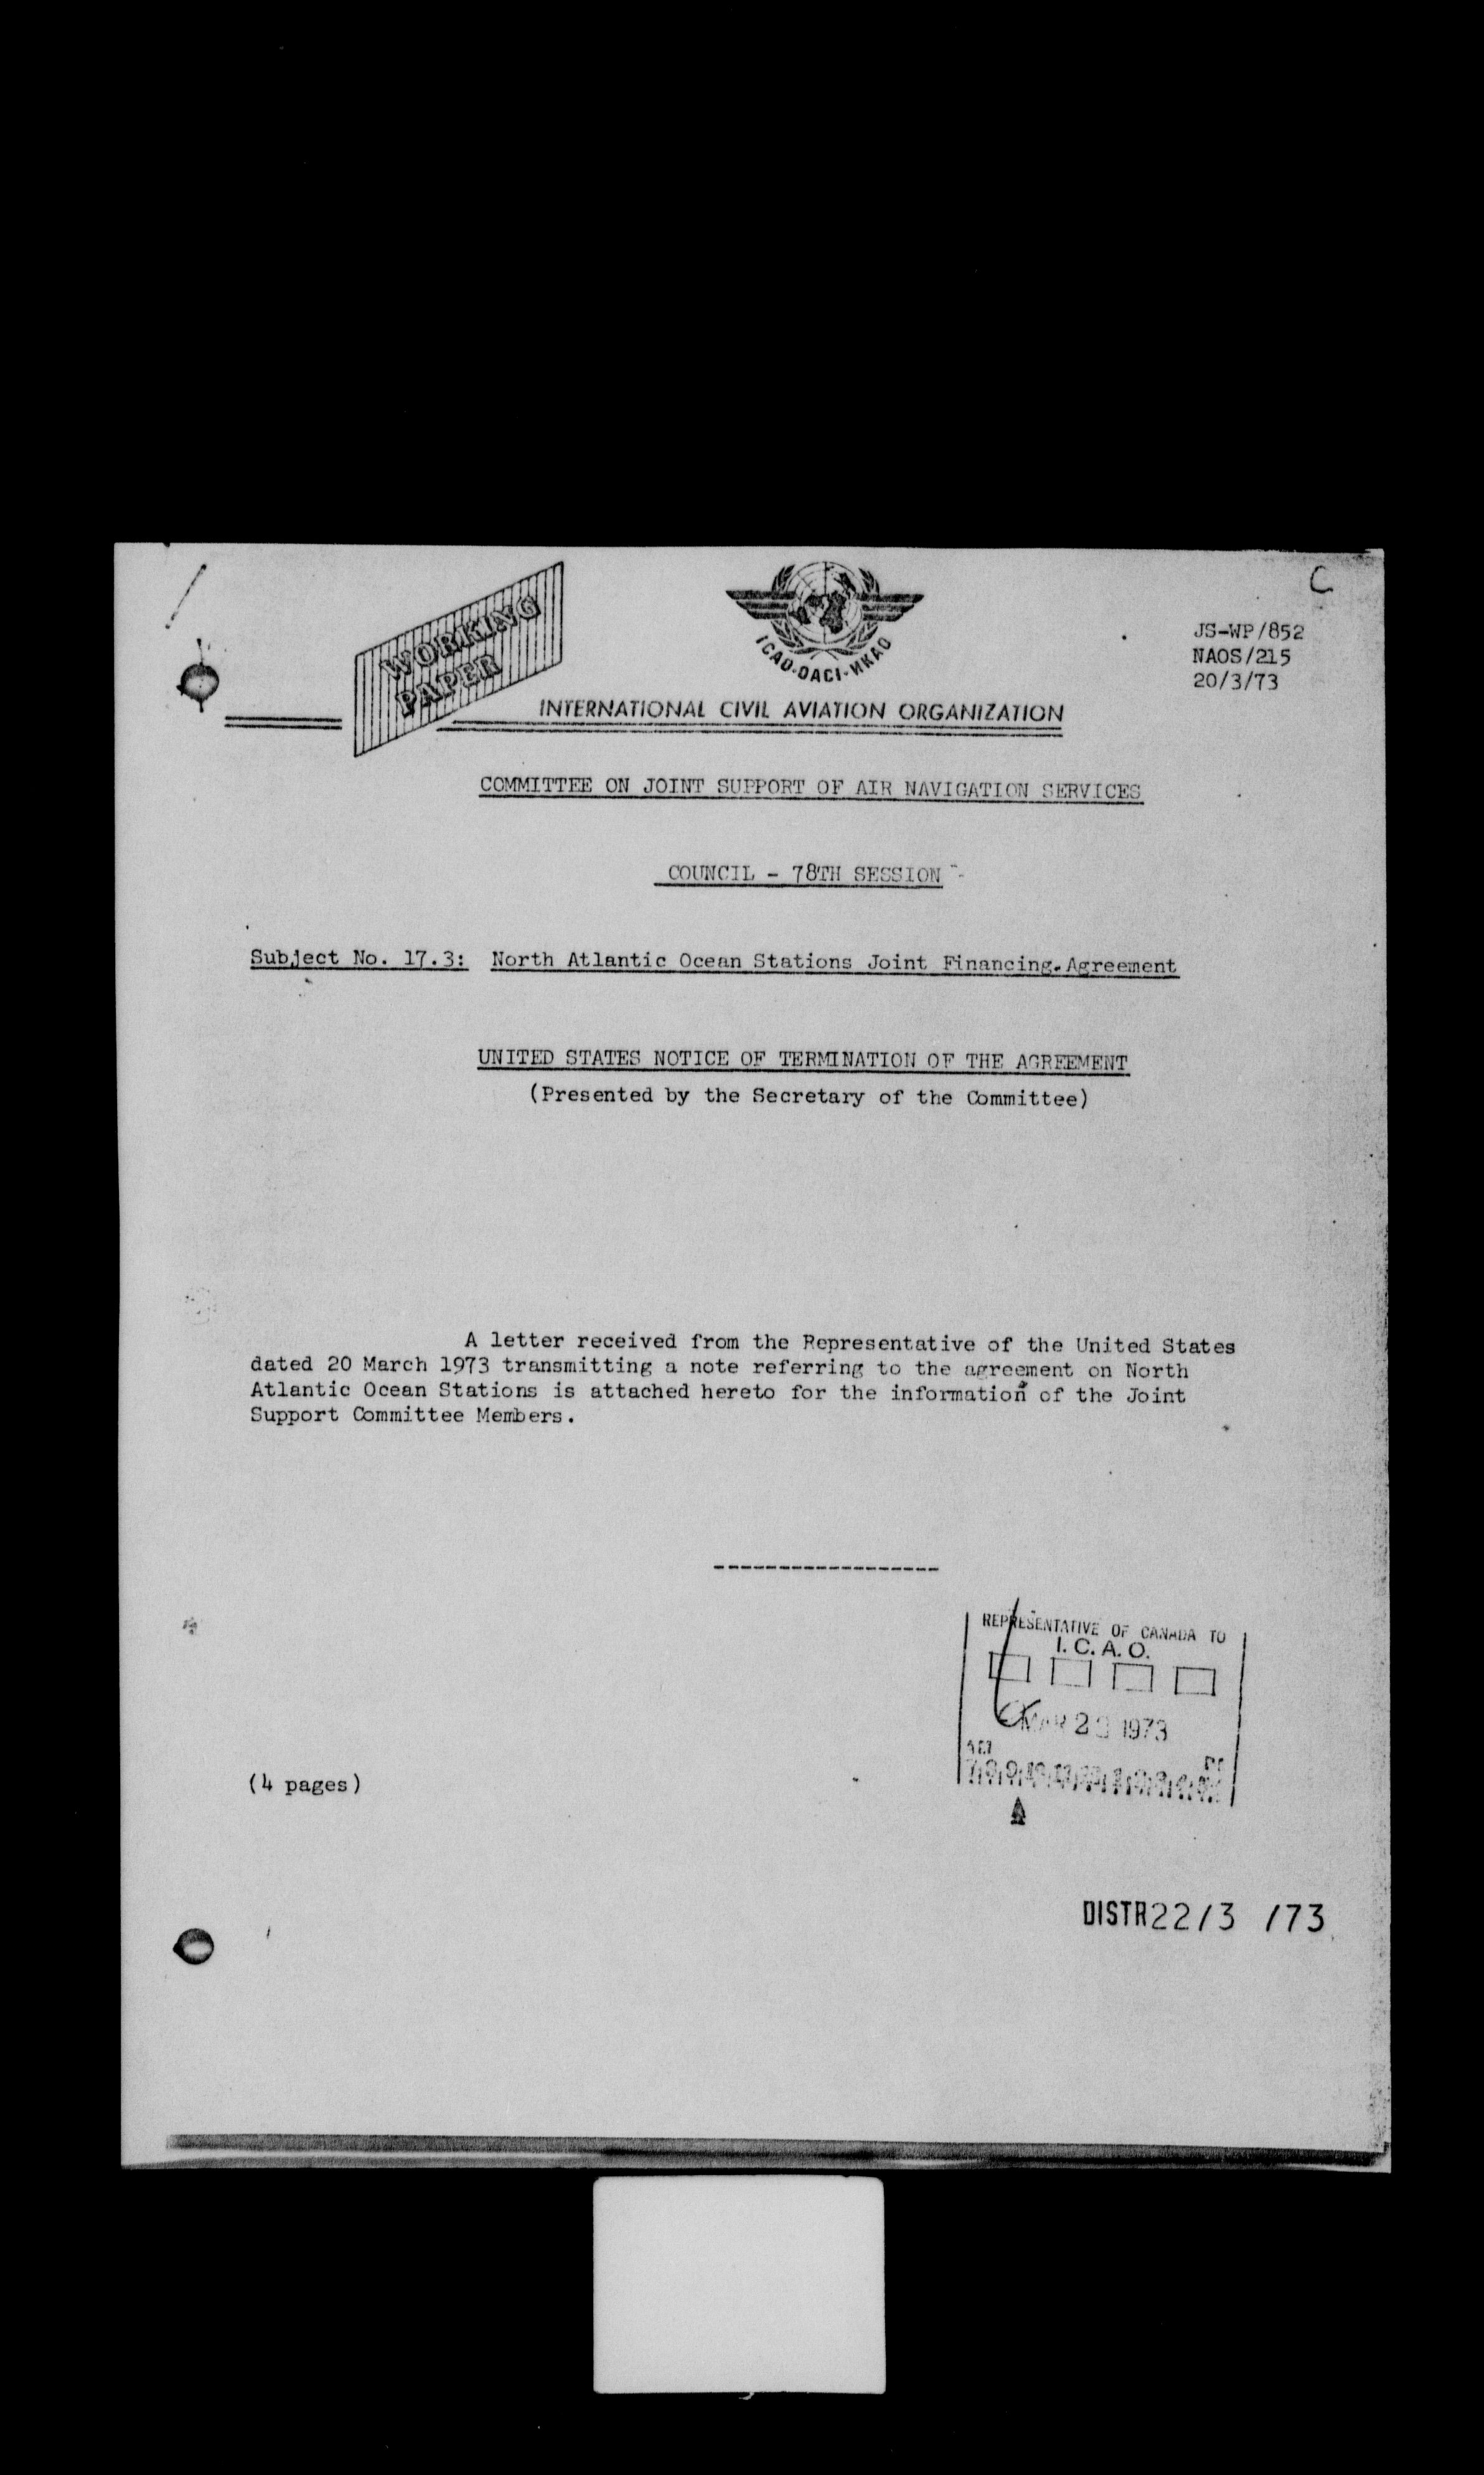 C
WORKING
PAPER
ICAO·OACI·ИКАО
JS-WP/852
NAOS/215
20/3/73
INTERNATIONAL CIVIL AVIATION ORGANIZATION
COMMITTEE ON JOINT SUPPORT OF AIR NAVIGATION SERVICES
COUNCIL - 78TH SESSION
Subject No. 17.3: North Atlantic Ocean Stations Joint Financing Agreement
UNITED STATES NOTICE OF TERMINATION OF THE AGREEMENT
(Presented by the Secretary of the Committee)
A letter received from the Representative of the United States
dated 20 March 1973 transmitting a note referring to the agreement on North
Atlantic Ocean Stations is attached hereto for the information of the Joint
Support Committee Members.
------------------
REPRESENTATIVE OF CANADA TO
I. C. A. O.
MAR 1973
(4 pages)
DISTR 22/3 /73